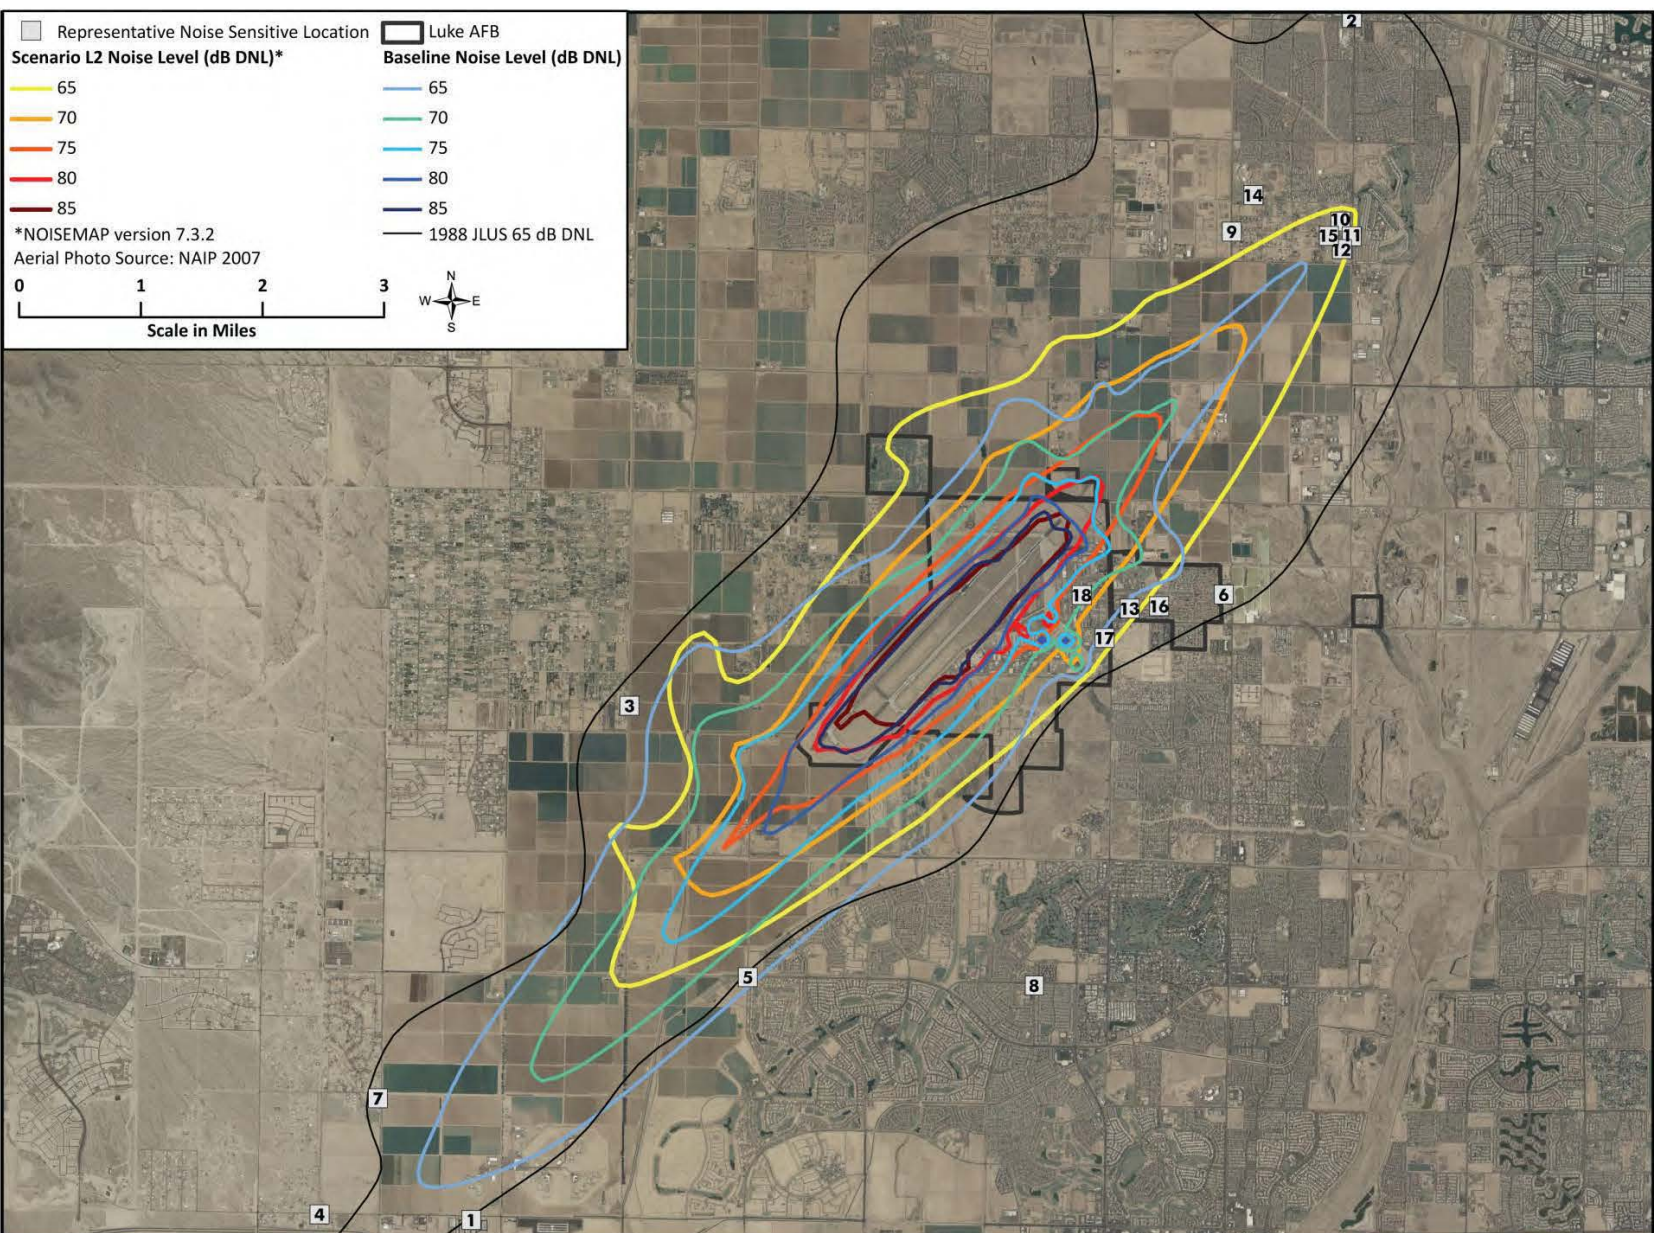 Representative Noise Sensitive Location Luke AFB
Scenario L2 Noise Level (dB DNL)* Baseline Noise Level (dB DNL)
65 65
70 70
75 75
80 80
85 85
*NOISEMAP version 7.3.2 1988 JLUS 65 dB DNL
Aerial Photo Source: NAIP 2007
0 1 2 3
Scale in Miles
N
W E
S
2
14
10
9
15 11
12
18
6
13 16
17
3
5
8
7
4
1